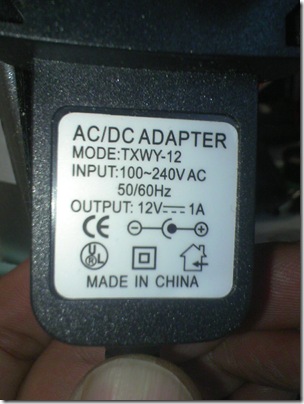 AC/DC ADAPTER
MODE:TXWY-12
INPUT:100~240V AC
50/60Hz
OUTPUT: 12V⎓1A
CE
MADE IN CHINA